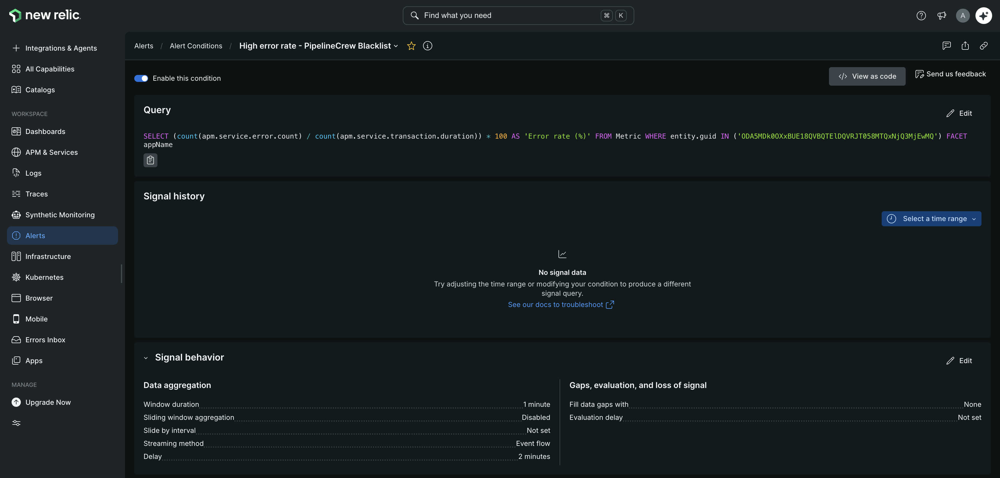 new relic.
Find what you need
⌘ K
A
Integrations & Agents
All Capabilities
Catalogs
WORKSPACE
Dashboards
APM & Services
Logs
Traces
Synthetic Monitoring
Alerts
Infrastructure
Kubernetes
Browser
Mobile
Errors Inbox
Apps
MANAGE
Upgrade Now
Alerts / Alert Conditions / High error rate - PipelineCrew Blacklist
Enable this condition
</> View as code
Send us feedback
Query
Edit
SELECT (count(apm.service.error.count) / count(apm.service.transaction.duration)) * 100 AS 'Error rate (%)' FROM Metric WHERE entity.guid IN ('ODA5MDk0OXxBUE18QVBQTElDQVRJT058MTQxNjQ3MjEwMQ') FACET
appName
Signal history
Select a time range
No signal data
Try adjusting the time range or modifying your condition to produce a different
signal query.
See our docs to troubleshoot
Signal behavior
Edit
Data aggregation
Window duration 1 minute
Sliding window aggregation Disabled
Slide by interval Not set
Streaming method Event flow
Delay 2 minutes
Gaps, evaluation, and loss of signal
Fill data gaps with None
Evaluation delay Not set